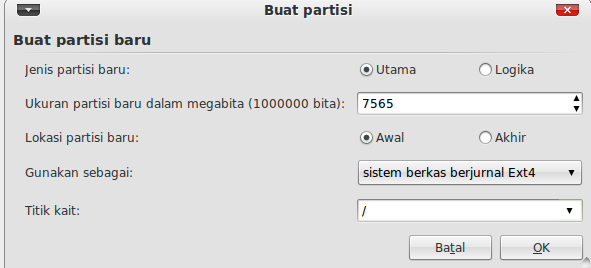 Buat partisi
Buat partisi baru
Jenis partisi baru: Utama Logika
Ukuran partisi baru dalam megabita (1000000 bita): 7565
Lokasi partisi baru: Awal Akhir
Gunakan sebagai: sistem berkas berjurnal Ext4
Titik kait: /
Batal OK